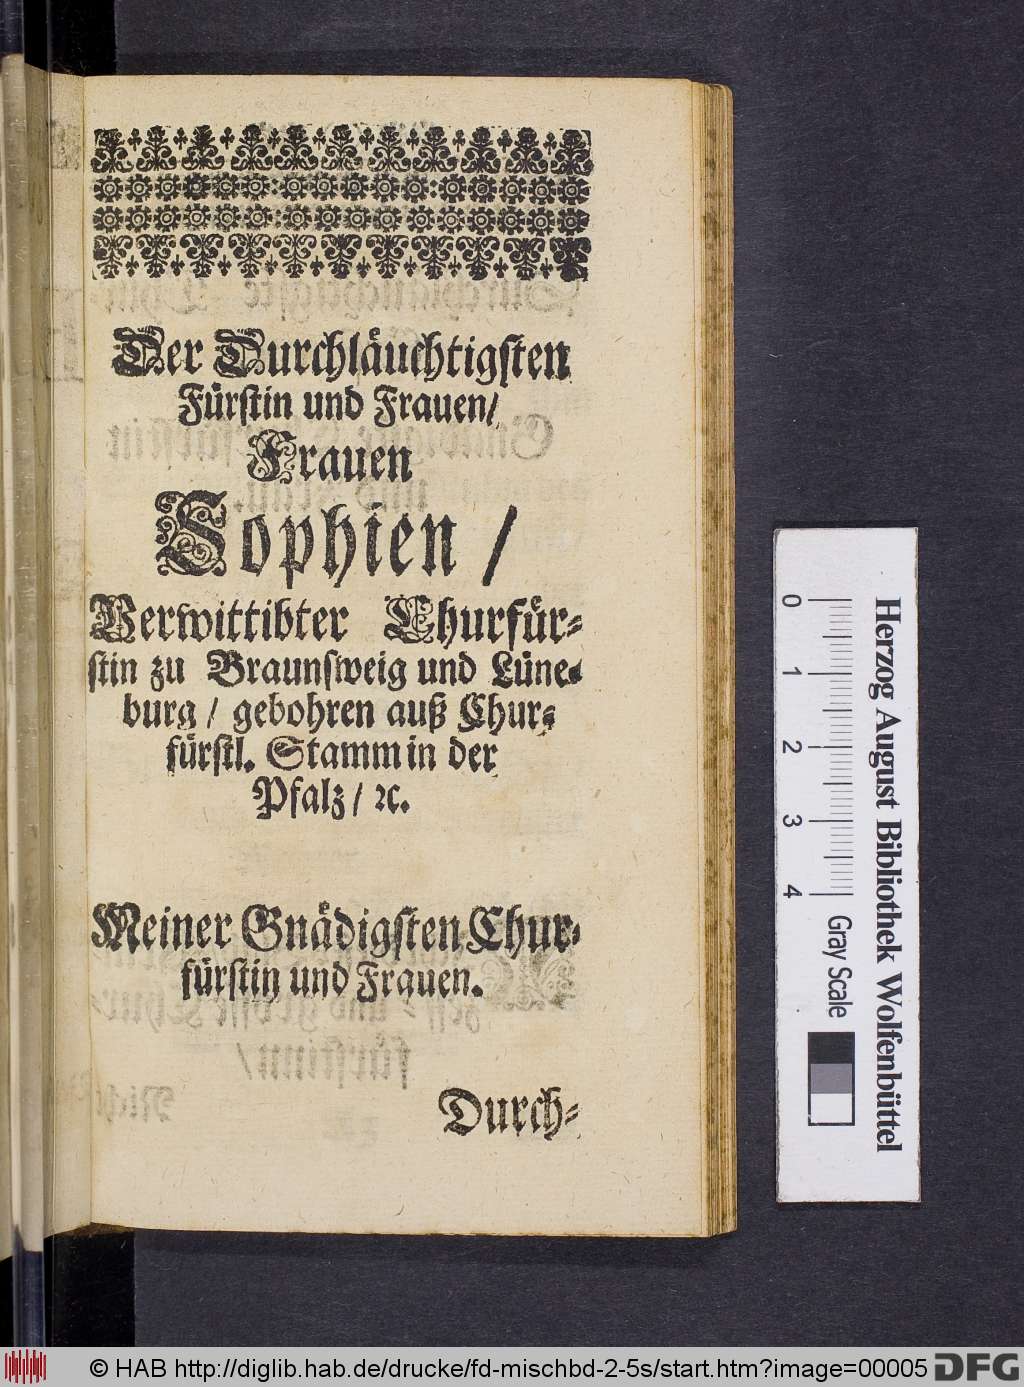 Der Durchläuchtigsten
Fürstin und Frauen/
Frauen
Sophien /
Verwittibter Churfür-
stin zu Braunsweig und Lüne-
burg / gebohren auß Chur-
fürstl. Stamm in der
Pfalz / ꝛc.
Meiner Gnädigsten Chur-
fürstin und Frauen.
Durch-
0 1 2 3 4 Gray Scale
Herzog August Bibliothek Wolfenbüttel
© HAB http://diglib.hab.de/drucke/fd-mischbd-2-5s/start.htm?image=00005 DFG